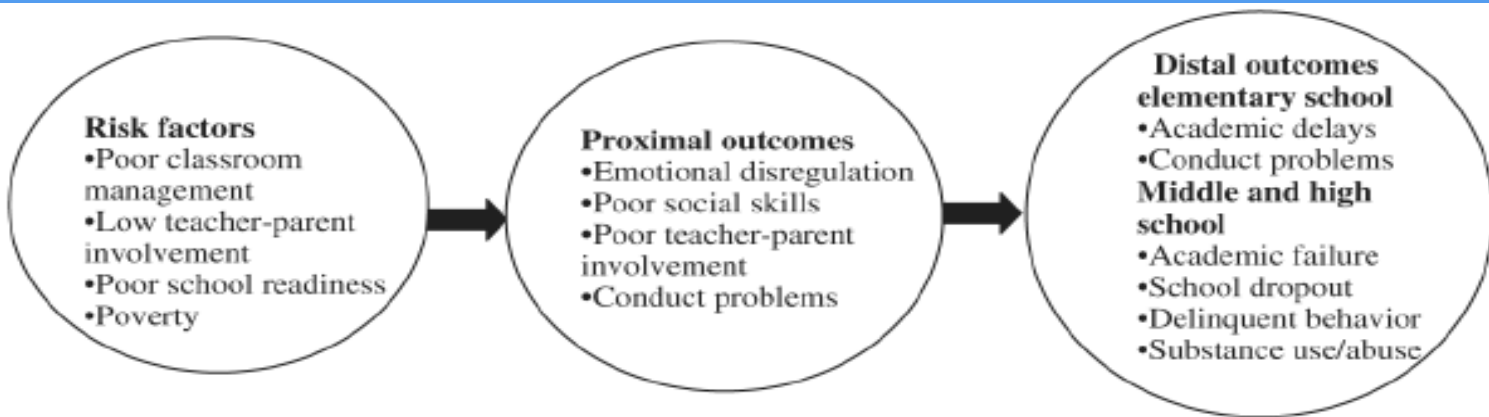 Risk factors
•Poor classroom
management
•Low teacher-parent
involvement
•Poor school readiness
•Poverty
Proximal outcomes
•Emotional disregulation
•Poor social skills
•Poor teacher-parent
involvement
•Conduct problems
Distal outcomes
elementary school
•Academic delays
•Conduct problems
Middle and high
school
•Academic failure
•School dropout
•Delinquent behavior
•Substance use/abuse